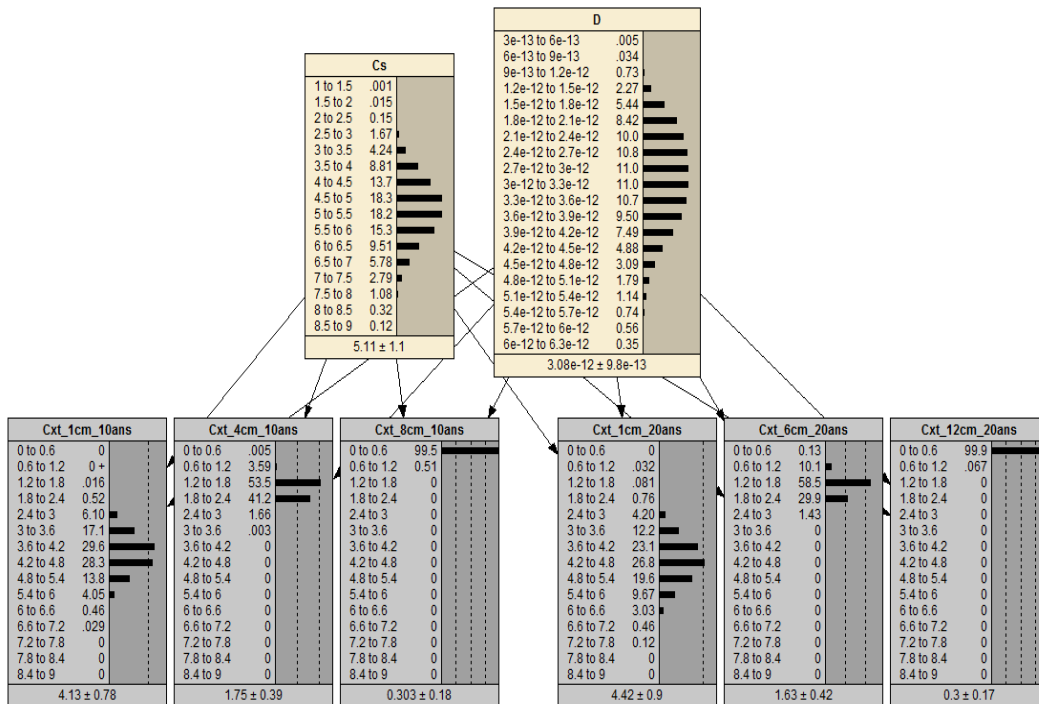 Cs
1 to 1.5 .001
1.5 to 2 .015
2 to 2.5 0.15
2.5 to 3 1.67
3 to 3.5 4.24
3.5 to 4 8.81
4 to 4.5 13.7
4.5 to 5 18.3
5 to 5.5 18.2
5.5 to 6 15.3
6 to 6.5 9.51
6.5 to 7 5.78
7 to 7.5 2.79
7.5 to 8 1.08
8 to 8.5 0.32
8.5 to 9 0.12
5.11 ± 1.1
D
3e-13 to 6e-13 .005
6e-13 to 9e-13 .034
9e-13 to 1.2e-12 0.73
1.2e-12 to 1.5e-12 2.27
1.5e-12 to 1.8e-12 5.44
1.8e-12 to 2.1e-12 8.42
2.1e-12 to 2.4e-12 10.0
2.4e-12 to 2.7e-12 10.8
2.7e-12 to 3e-12 11.0
3e-12 to 3.3e-12 11.0
3.3e-12 to 3.6e-12 10.7
3.6e-12 to 3.9e-12 9.50
3.9e-12 to 4.2e-12 7.49
4.2e-12 to 4.5e-12 4.88
4.5e-12 to 4.8e-12 3.09
4.8e-12 to 5.1e-12 1.79
5.1e-12 to 5.4e-12 1.14
5.4e-12 to 5.7e-12 0.74
5.7e-12 to 6e-12 0.56
6e-12 to 6.3e-12 0.35
3.08e-12 ± 9.8e-13
Cxt_1cm_10ans
0 to 0.6 0
0.6 to 1.2 0 +
1.2 to 1.8 .016
1.8 to 2.4 0.52
2.4 to 3 6.10
3 to 3.6 17.1
3.6 to 4.2 29.6
4.2 to 4.8 28.3
4.8 to 5.4 13.8
5.4 to 6 4.05
6 to 6.6 0.46
6.6 to 7.2 .029
7.2 to 7.8 0
7.8 to 8.4 0
8.4 to 9 0
4.13 ± 0.78
Cxt_4cm_10ans
0 to 0.6 .005
0.6 to 1.2 3.59
1.2 to 1.8 53.5
1.8 to 2.4 41.2
2.4 to 3 1.66
3 to 3.6 .003
3.6 to 4.2 0
4.2 to 4.8 0
4.8 to 5.4 0
5.4 to 6 0
6 to 6.6 0
6.6 to 7.2 0
7.2 to 7.8 0
7.8 to 8.4 0
8.4 to 9 0
1.75 ± 0.39
Cxt_8cm_10ans
0 to 0.6 99.5
0.6 to 1.2 0.51
1.2 to 1.8 0
1.8 to 2.4 0
2.4 to 3 0
3 to 3.6 0
3.6 to 4.2 0
4.2 to 4.8 0
4.8 to 5.4 0
5.4 to 6 0
6 to 6.6 0
6.6 to 7.2 0
7.2 to 7.8 0
7.8 to 8.4 0
8.4 to 9 0
0.303 ± 0.18
Cxt_1cm_20ans
0 to 0.6 0
0.6 to 1.2 .032
1.2 to 1.8 .081
1.8 to 2.4 0.76
2.4 to 3 4.20
3 to 3.6 12.2
3.6 to 4.2 23.1
4.2 to 4.8 26.8
4.8 to 5.4 19.6
5.4 to 6 9.67
6 to 6.6 3.03
6.6 to 7.2 0.46
7.2 to 7.8 0.12
7.8 to 8.4 0
8.4 to 9 0
4.42 ± 0.9
Cxt_6cm_20ans
0 to 0.6 0.13
0.6 to 1.2 10.1
1.2 to 1.8 58.5
1.8 to 2.4 29.9
2.4 to 3 1.43
3 to 3.6 0
3.6 to 4.2 0
4.2 to 4.8 0
4.8 to 5.4 0
5.4 to 6 0
6 to 6.6 0
6.6 to 7.2 0
7.2 to 7.8 0
7.8 to 8.4 0
8.4 to 9 0
1.63 ± 0.42
Cxt_12cm_20ans
0 to 0.6 99.9
0.6 to 1.2 .067
1.2 to 1.8 0
1.8 to 2.4 0
2.4 to 3 0
3 to 3.6 0
3.6 to 4.2 0
4.2 to 4.8 0
4.8 to 5.4 0
5.4 to 6 0
6 to 6.6 0
6.6 to 7.2 0
7.2 to 7.8 0
7.8 to 8.4 0
8.4 to 9 0
0.3 ± 0.17